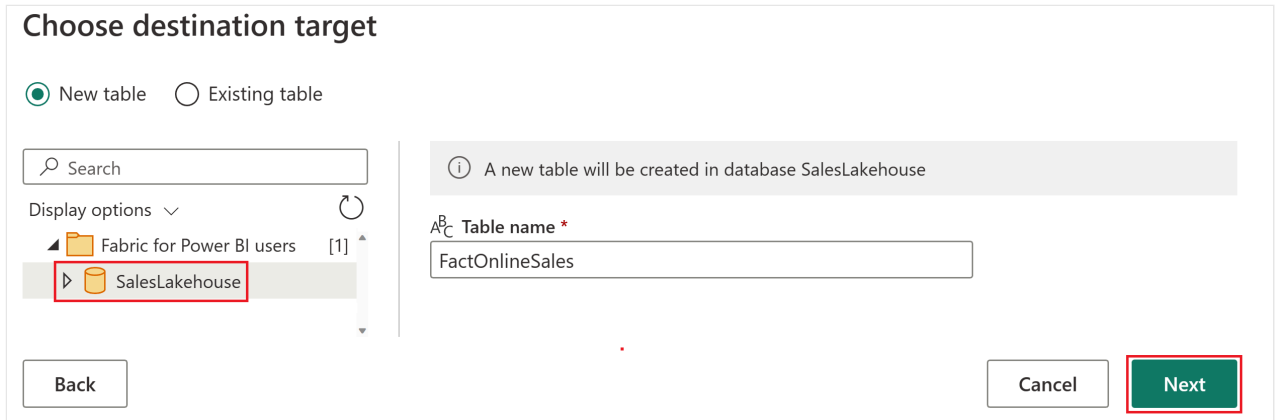 Choose destination target
New table
Existing table
Search
Display options
Fabric for Power BI users [1]
SalesLakehouse
A new table will be created in database SalesLakehouse
ABC Table name *
FactOnlineSales
Back
Cancel
Next